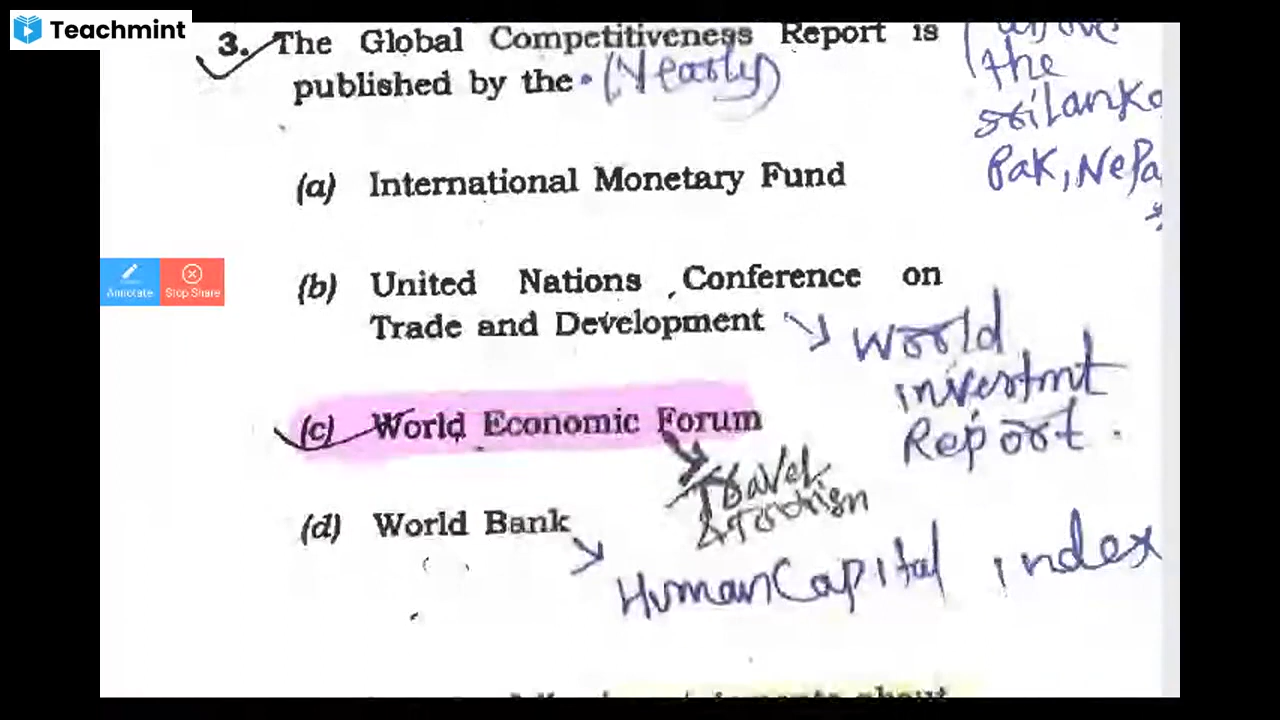 Teachmint
3. The Global Competitiveness Report is
published by the (Yearly)
the
Srilanka
Pak, Nepa
(a) International Monetary Fund
Annotate
Stop Share
(b) United Nations Conference on
Trade and Development
World
investmt
Report.
(c) World Economic Forum
Travel
& Tourism
(d) World Bank
Human Capital index